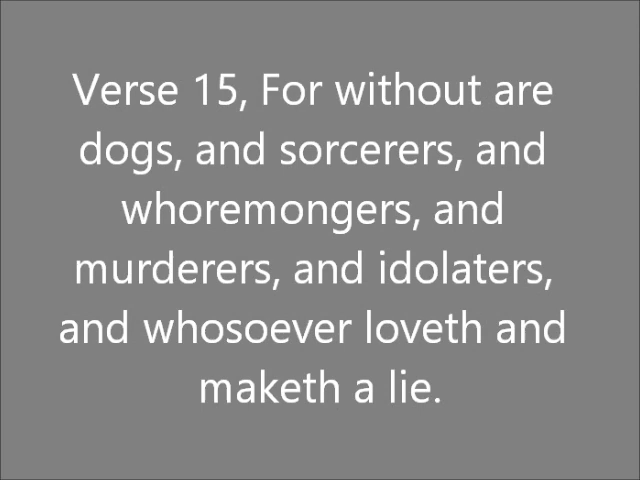 Verse 15, For without are
dogs, and sorcerers, and
whoremongers, and
murderers, and idolaters,
and whosoever loveth and
maketh a lie.